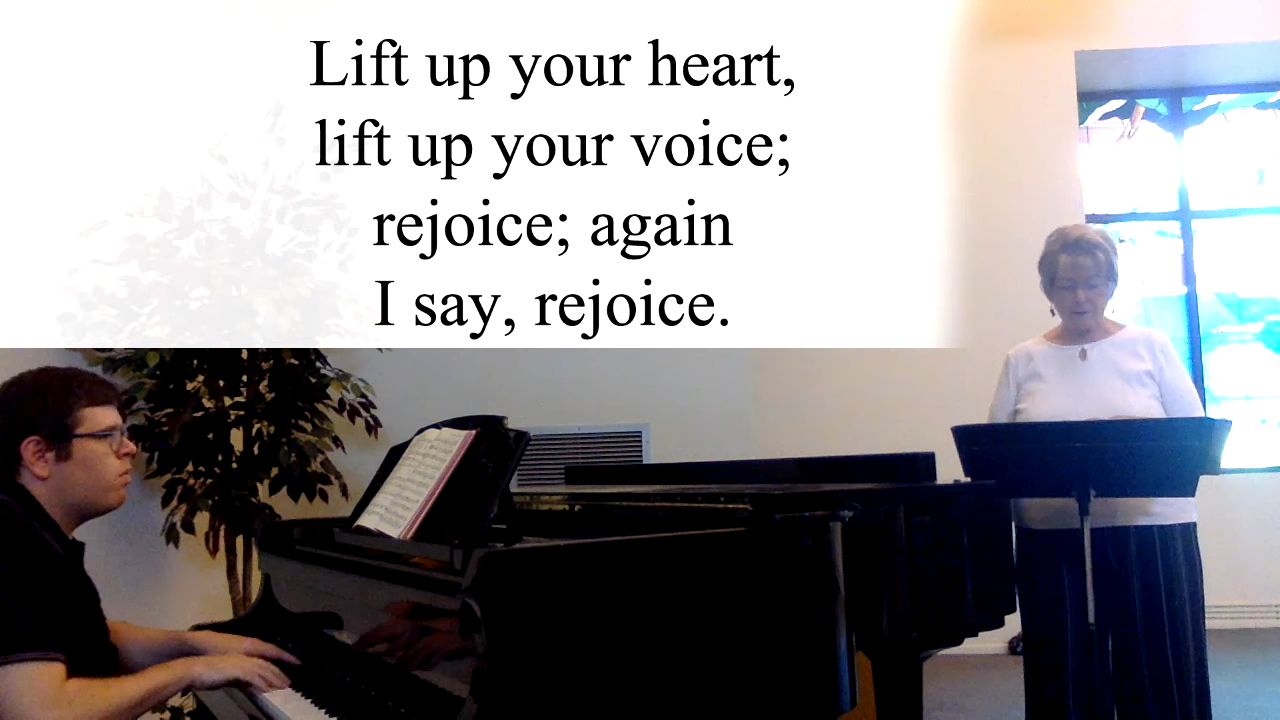 Lift up your heart,
lift up your voice;
rejoice; again
I say, rejoice.